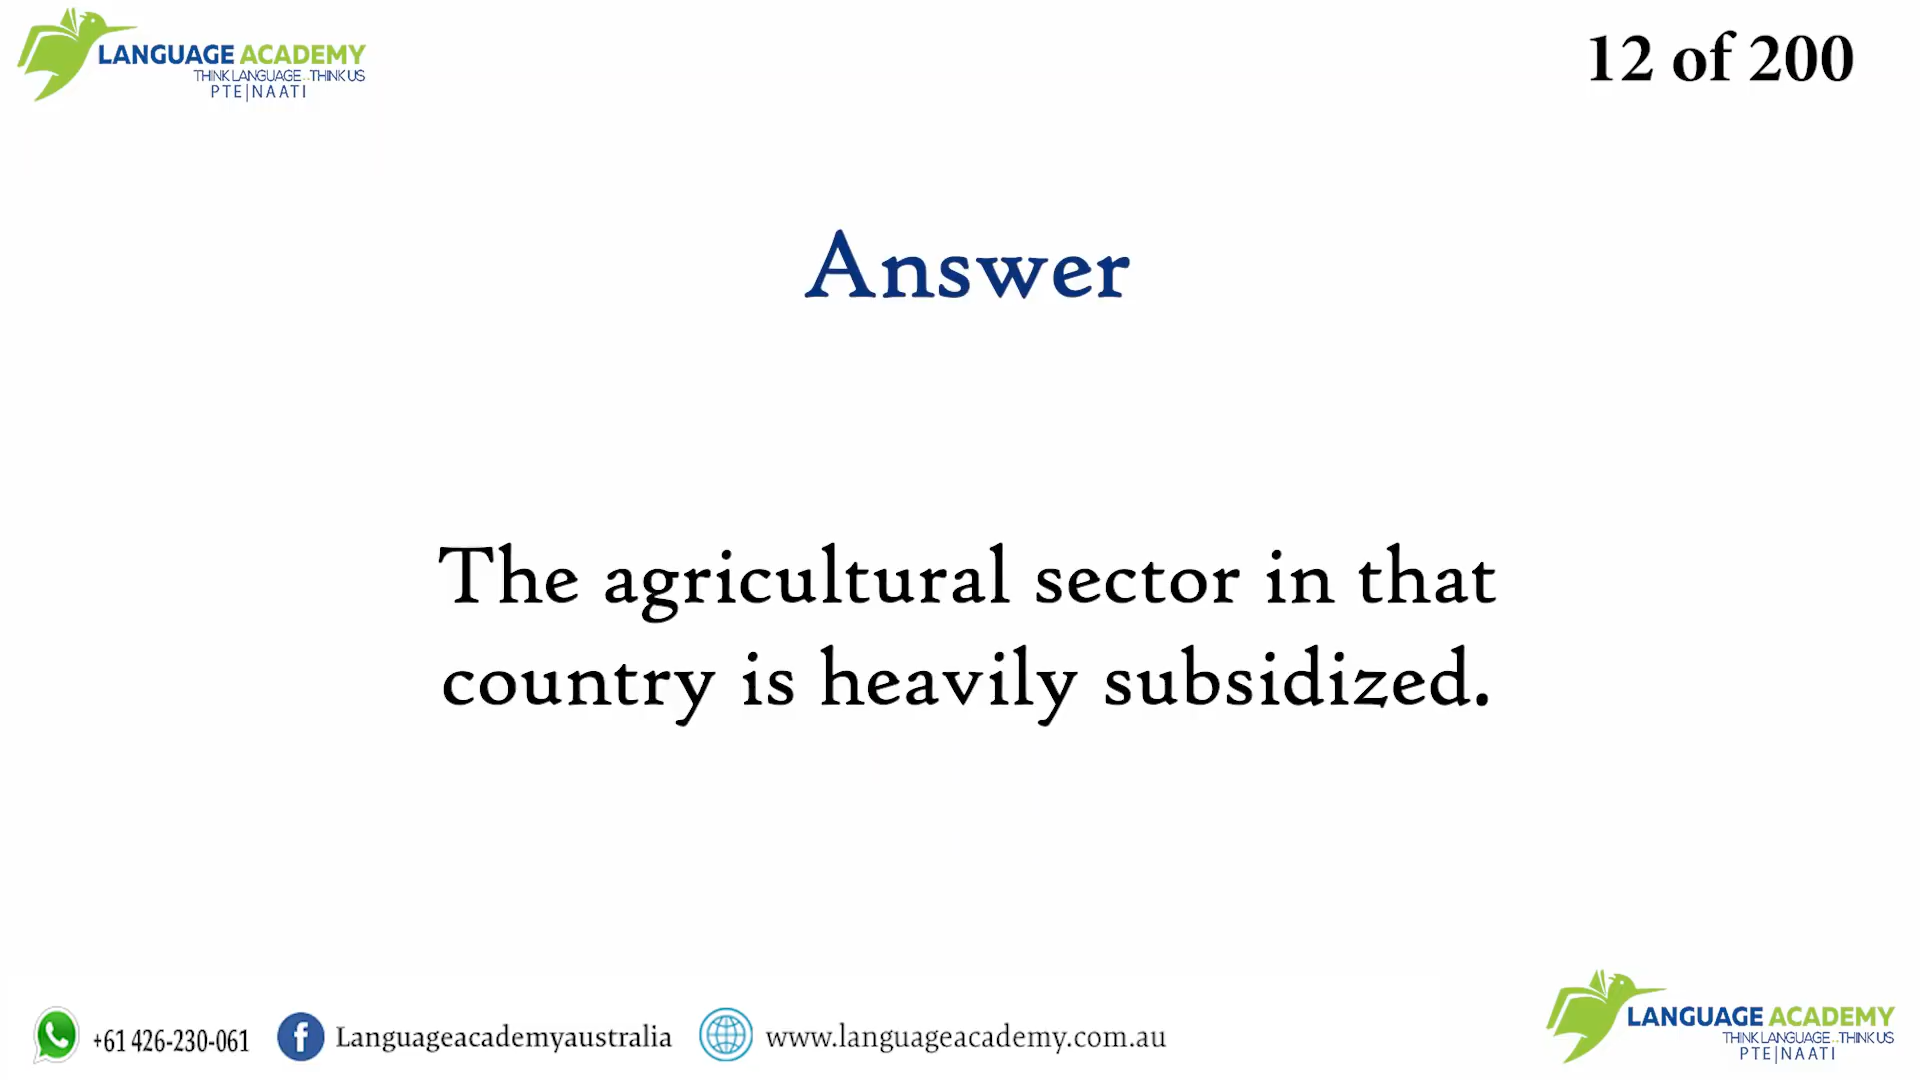 LANGUAGE ACADEMY
THINK LANGUAGE..THINK US
PTE|NAATI
12 of 200
Answer
The agricultural sector in that
country is heavily subsidized.
+61 426-230-061
Languageacademyaustralia
www.languageacademy.com.au
LANGUAGE ACADEMY
THINK LANGUAGE..THINK US
PTE|NAATI